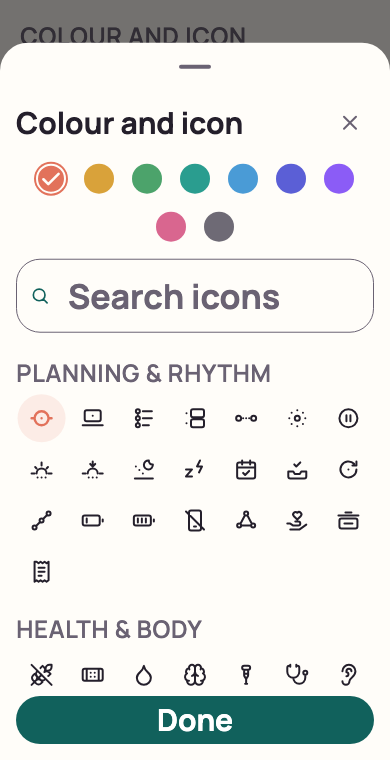 COLOUR AND ICON
Colour and icon
Search icons
PLANNING & RHYTHM
HEALTH & BODY
Done